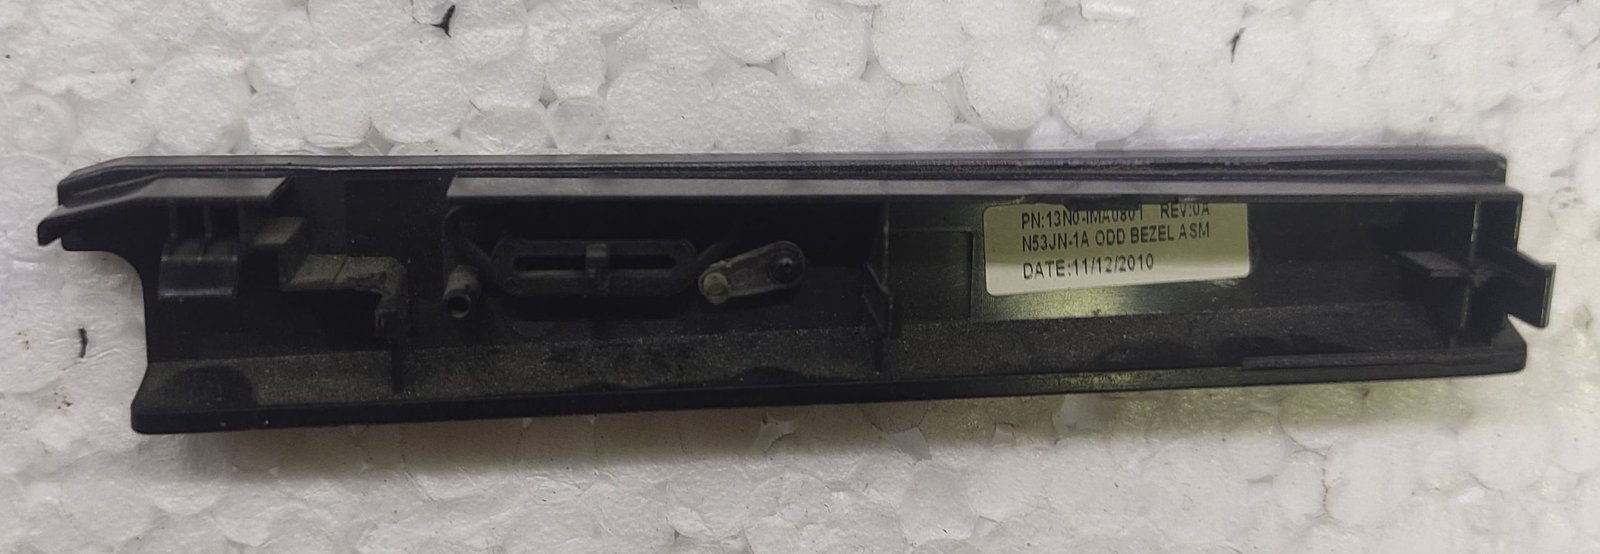 PN:13N0-IMA0801 REV:0A
N53JN-1A ODD BEZEL ASM
DATE:11/12/2010